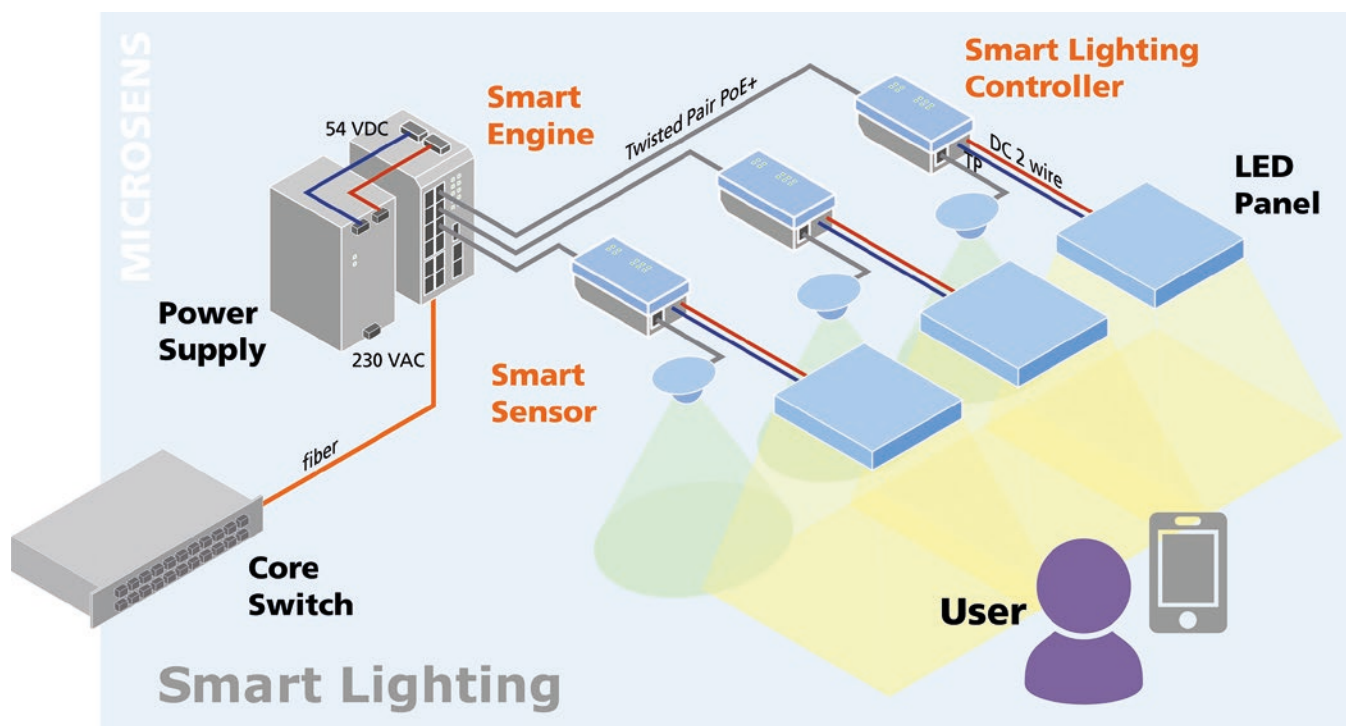 MICROSENS
54 VDC
Smart
Engine
Twisted Pair PoE+
Smart Lighting
Controller
TP
DC 2 wire
LED
Panel
Power
Supply
230 VAC
Smart
Sensor
fiber
Core
Switch
User
Smart Lighting